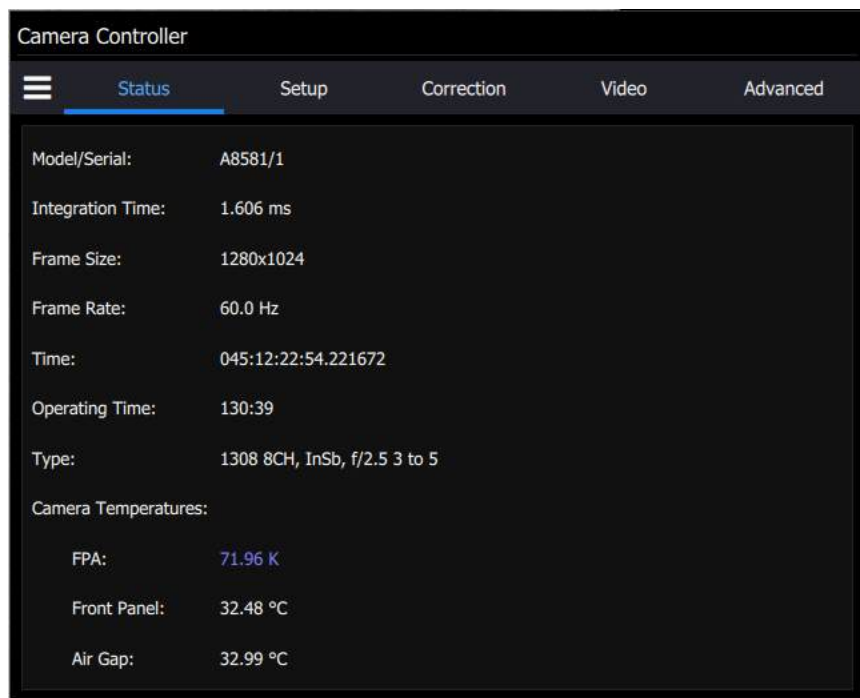 Camera Controller
Status Setup Correction Video Advanced
Model/Serial: A8581/1
Integration Time: 1.606 ms
Frame Size: 1280x1024
Frame Rate: 60.0 Hz
Time: 045:12:22:54.221672
Operating Time: 130:39
Type: 1308 8CH, InSb, f/2.5 3 to 5
Camera Temperatures:
FPA: 71.96 K
Front Panel: 32.48 °C
Air Gap: 32.99 °C